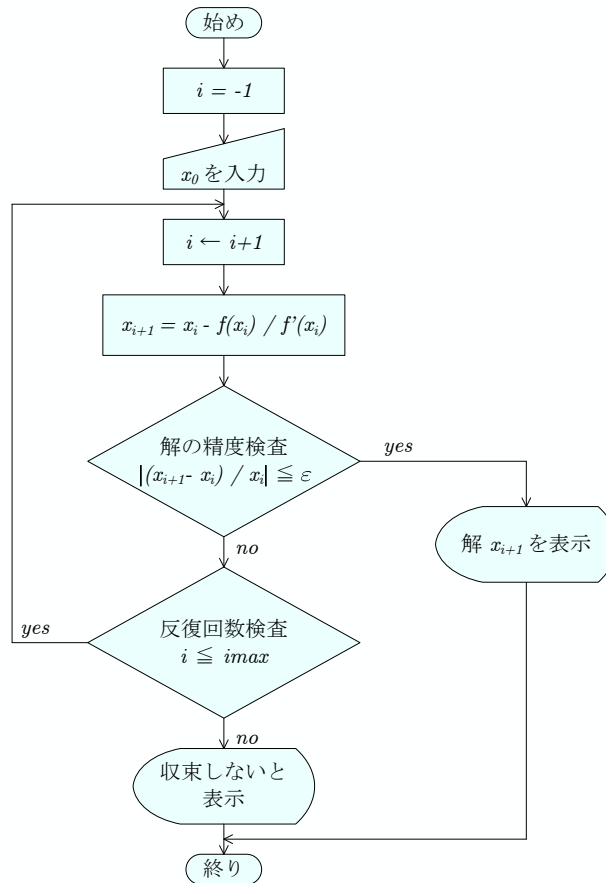 始め
i = -1
x0 を入力
i ← i+1
xi+1 = xi - f(xi) / f’(xi)
解の精度検査
|(xi+1- xi) / xi| ≦ ε
yes
no
解 xi+1 を表示
yes
反復回数検査
i ≦ imax
no
収束しないと
表示
終り